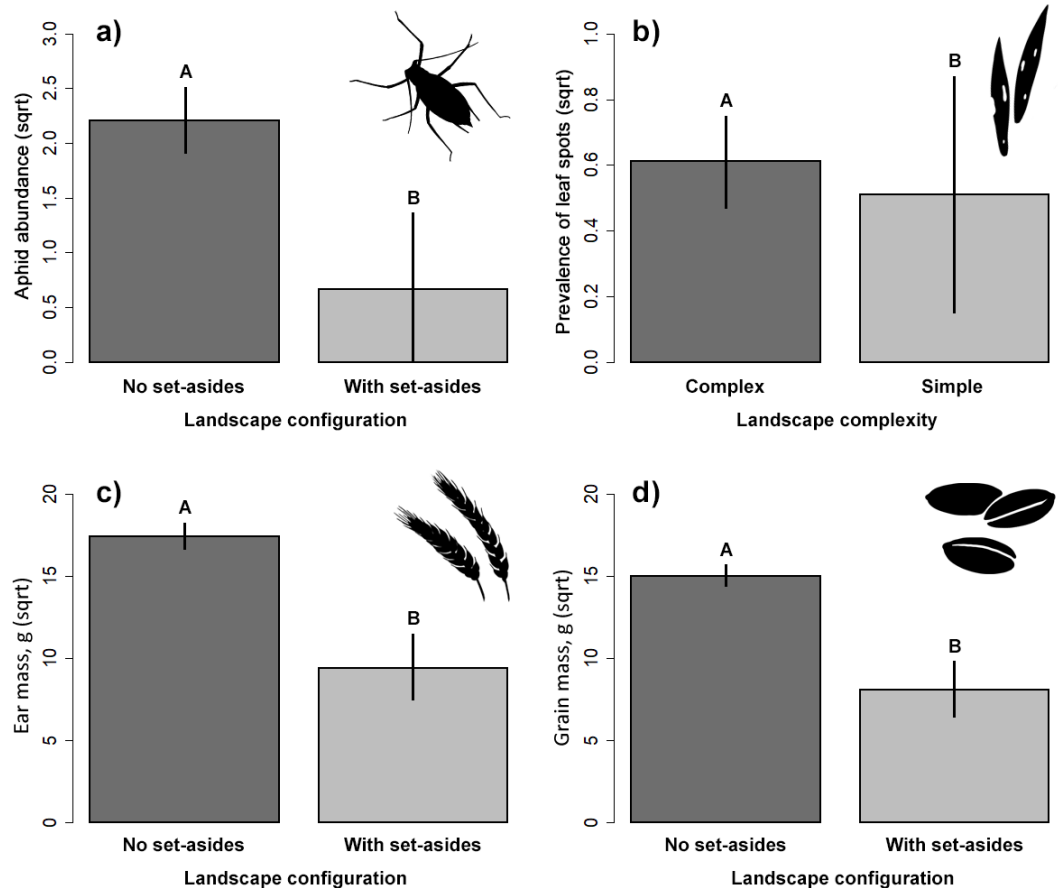 a)
Aphid abundance (sqrt)
3.0
2.5
2.0
1.5
1.0
0.5
0.0
A
B
No set-asides
With set-asides
Landscape configuration
b)
Prevalence of leaf spots (sqrt)
1.0
0.8
0.6
0.4
0.2
0.0
A
B
Complex
Simple
Landscape complexity
c)
Ear mass, g (sqrt)
20
15
10
5
0
A
B
No set-asides
With set-asides
Landscape configuration
d)
Grain mass, g (sqrt)
20
15
10
5
0
A
B
No set-asides
With set-asides
Landscape configuration